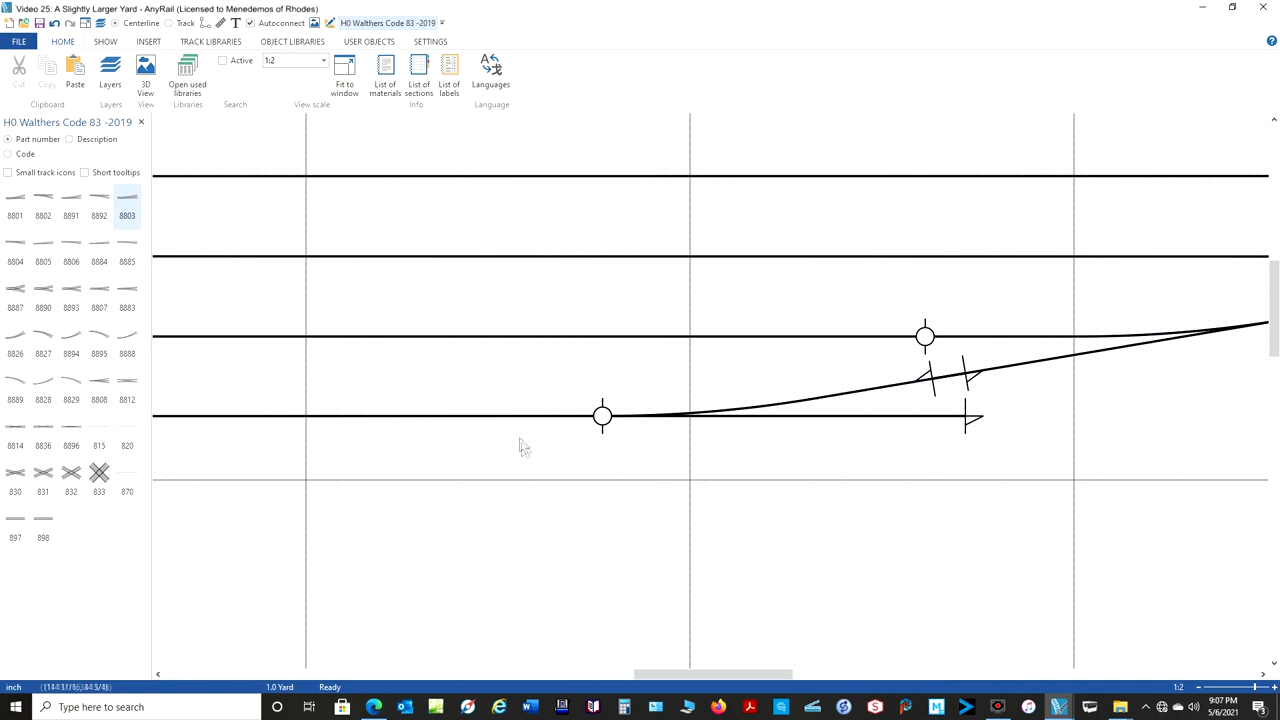 Video 25: A Slightly Larger Yard - AnyRail (Licensed to Menedemos of Rhodes)
Centerline Track Autoconnect H0 Walthers Code 83 -2019
FILE HOME SHOW INSERT TRACK LIBRARIES OBJECT LIBRARIES USER OBJECTS SETTINGS
Active 1:2
Cut Copy Paste Layers 3D View Open used libraries Fit to window List of materials List of sections List of labels Languages
Clipboard Layers View Libraries Search View scale Info Language
H0 Walthers Code 83 -2019
Part number Description
Code
Small track icons Short tooltips
8801 8802 8891 8892 8803
8804 8805 8806 8884 8885
8887 8890 8893 8807 8883
8826 8827 8894 8895 8888
8889 8828 8829 8808 8812
8814 8836 8896 815 820
830 831 832 833 870
897 898
inch 1.0 Yard Ready 1:2
Type here to search
9:07 PM
5/6/2021